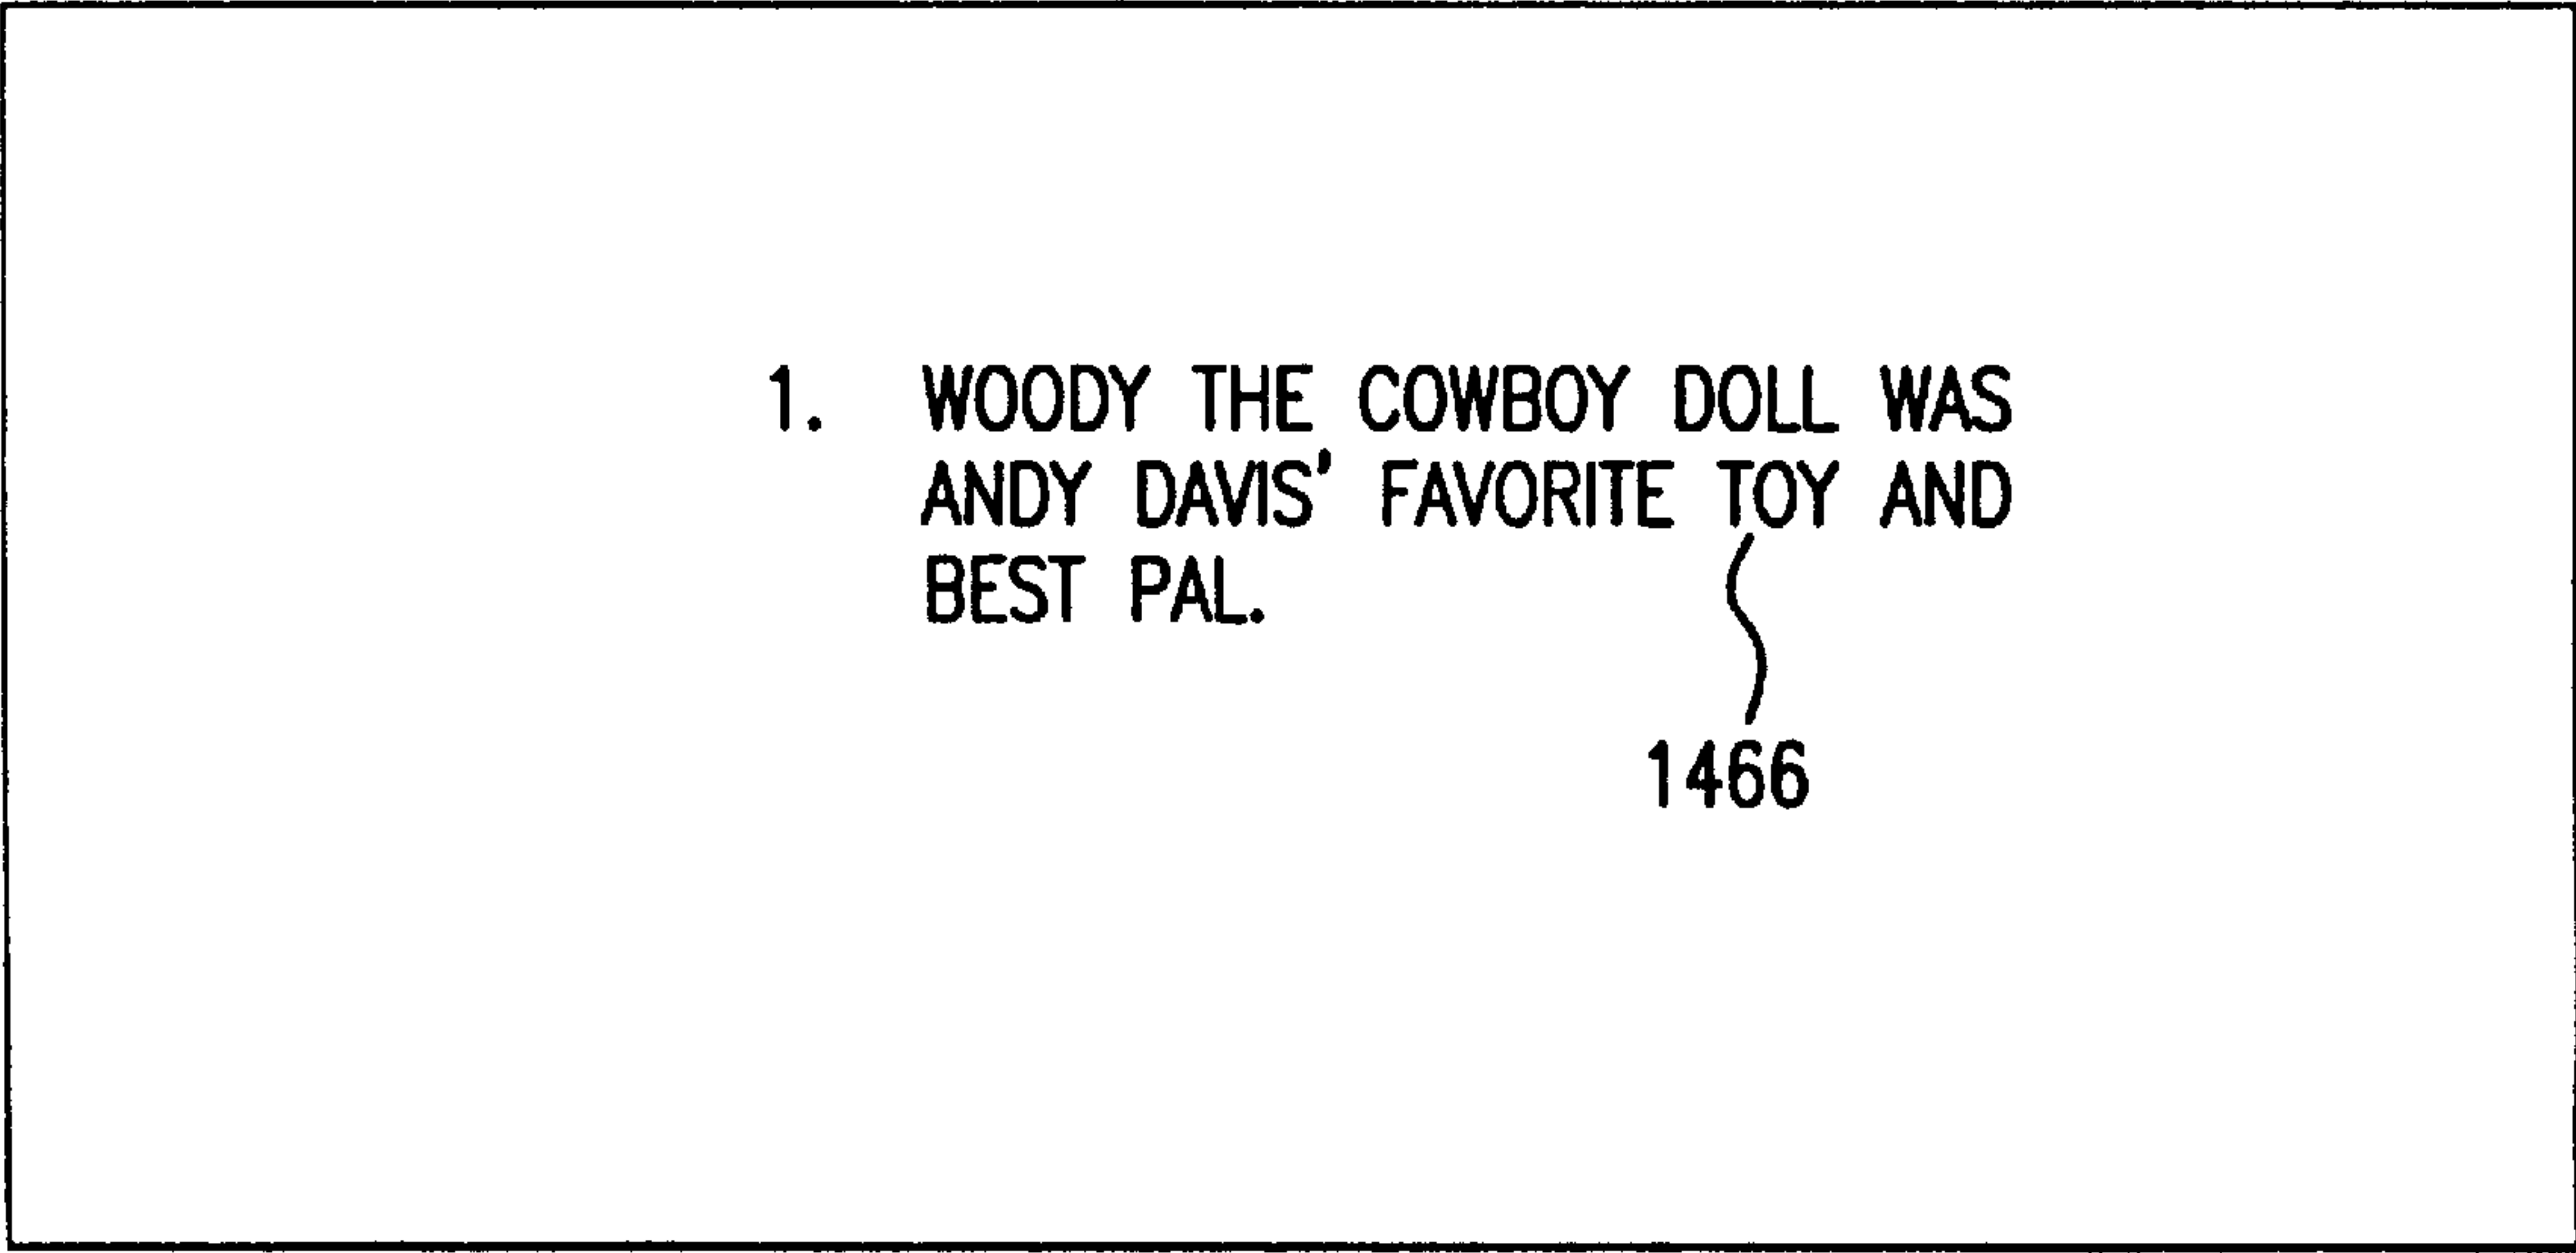 1. WOODY THE COWBOY DOLL WAS
ANDY DAVIS' FAVORITE TOY AND
BEST PAL.
1466